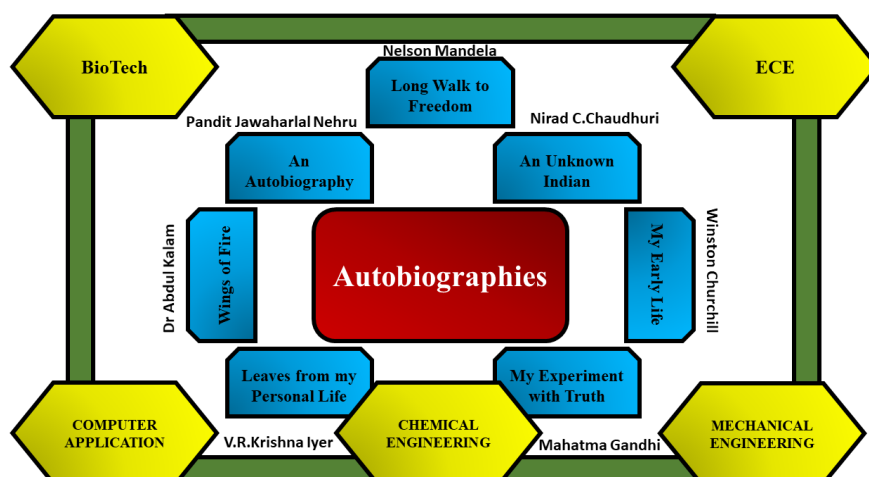 Nelson Mandela
BioTech
ECE
Long Walk to
Freedom
Pandit Jawaharlal Nehru
Nirad C.Chaudhuri
An
Autobiography
An Unknown
Indian
Dr Abdul Kalam
Wings of Fire
Autobiographies
My Early Life
Winston Churchill
Leaves from my
Personal Life
My Experiment
with Truth
COMPUTER
APPLICATION
CHEMICAL
ENGINEERING
MECHANICAL
ENGINEERING
V.R.Krishna Iyer
Mahatma Gandhi